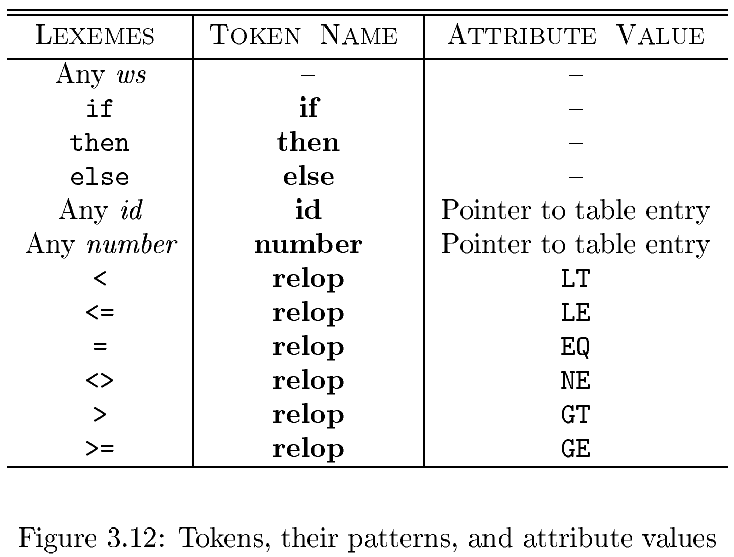 LEXEMES TOKEN NAME ATTRIBUTE VALUE
Any ws – –
if if –
then then –
else else –
Any id id Pointer to table entry
Any number number Pointer to table entry
< relop LT
<= relop LE
= relop EQ
<> relop NE
> relop GT
>= relop GE
Figure 3.12: Tokens, their patterns, and attribute values